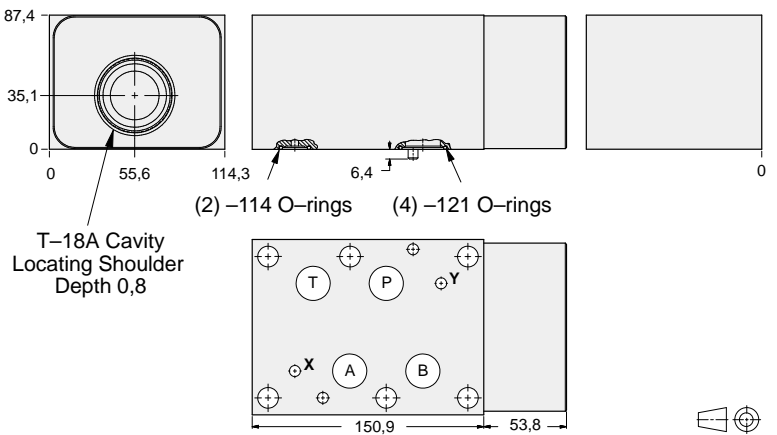 87,4
35,1
0
0
55,6
114,3
6,4
0
(2) –114 O–rings
(4) –121 O–rings
T–18A Cavity
Locating Shoulder
Depth 0,8
T
P
Y
X
A
B
150,9
53,8